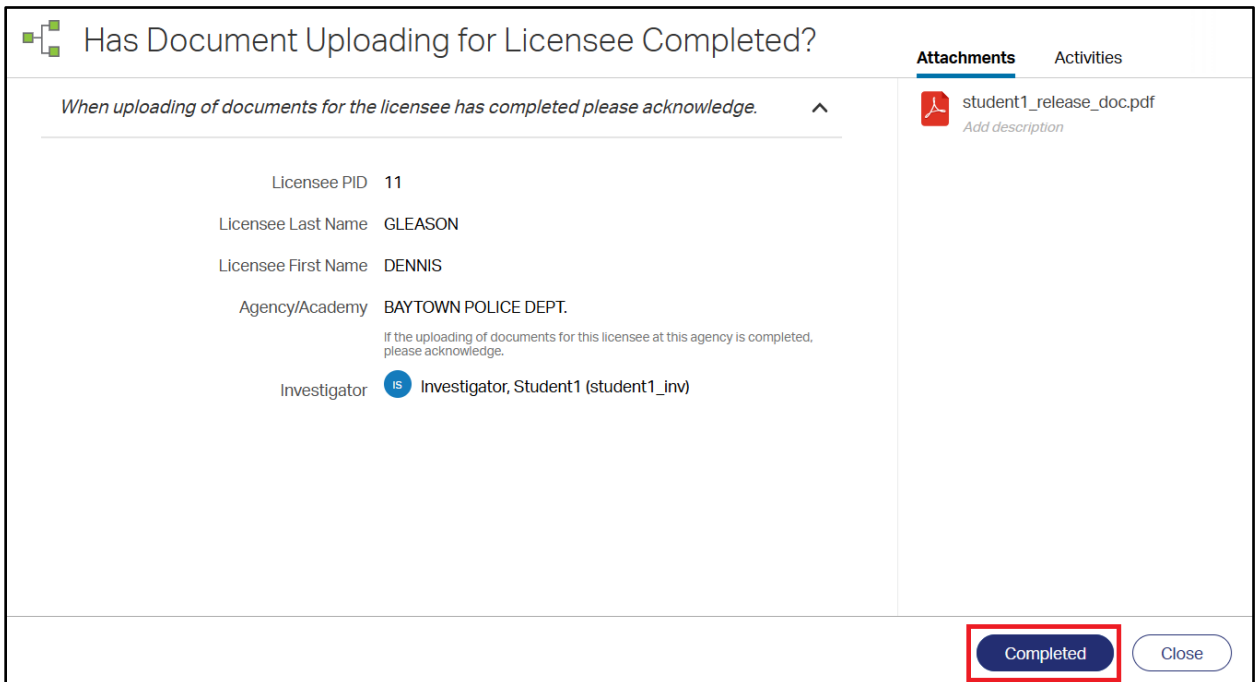 Has Document Uploading for Licensee Completed?
Attachments Activities
When uploading of documents for the licensee has completed please acknowledge.
student1_release_doc.pdf
Add description
Licensee PID 11
Licensee Last Name GLEASON
Licensee First Name DENNIS
Agency/Academy BAYTOWN POLICE DEPT.
If the uploading of documents for this licensee at this agency is completed,
please acknowledge.
Investigator IS Investigator, Student1 (student1_inv)
Completed Close